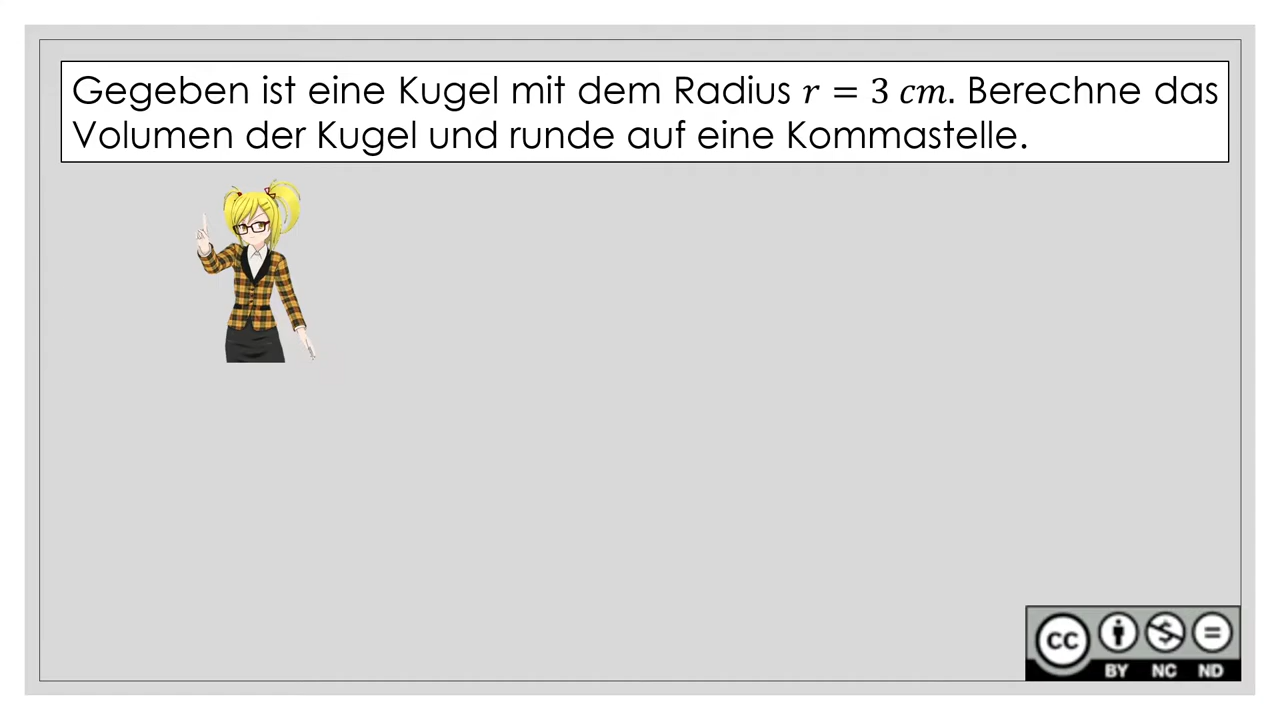 Gegeben ist eine Kugel mit dem Radius r = 3 cm. Berechne das
Volumen der Kugel und runde auf eine Kommastelle.
CC
BY NC ND